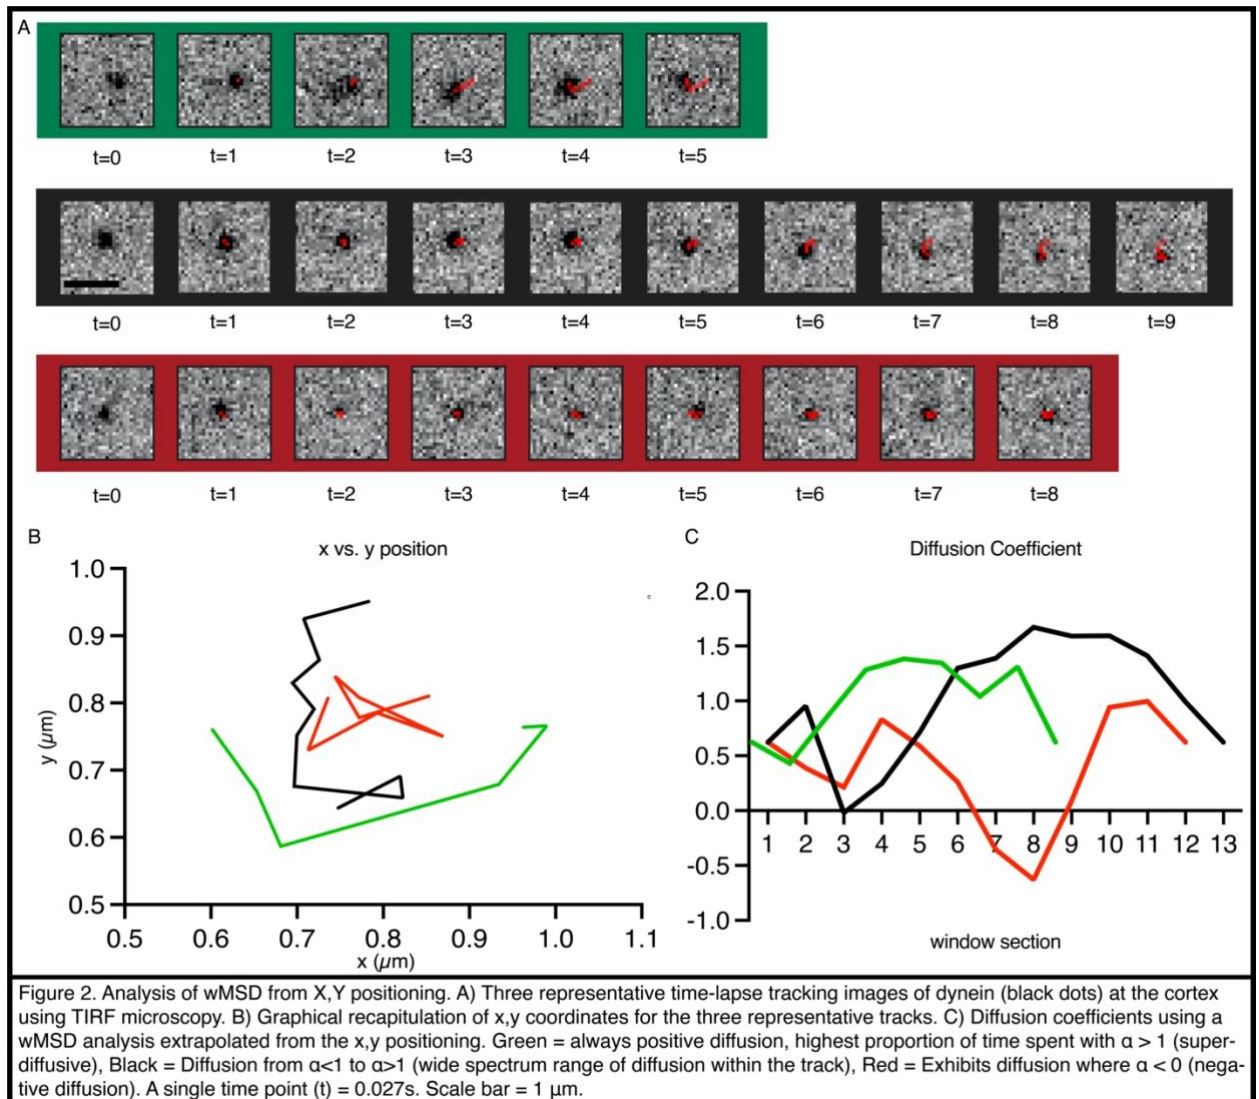 A
t=0 t=1 t=2 t=3 t=4 t=5
t=0 t=1 t=2 t=3 t=4 t=5 t=6 t=7 t=8 t=9
t=0 t=1 t=2 t=3 t=4 t=5 t=6 t=7 t=8
B
x vs. y position
1.0
0.9
0.8
0.7
0.6
0.5
y (µm)
0.5 0.6 0.7 0.8 0.9 1.0 1.1
x (µm)
C
Diffusion Coefficient
2.0
1.5
1.0
0.5
0.0
-0.5
-1.0
1 2 3 4 5 6 7 8 9 10 11 12 13
window section
Figure 2. Analysis of wMSD from X,Y positioning. A) Three representative time-lapse tracking images of dynein (black dots) at the cortex
using TIRF microscopy. B) Graphical recapitulation of x,y coordinates for the three representative tracks. C) Diffusion coefficients using a
wMSD analysis extrapolated from the x,y positioning. Green = always positive diffusion, highest proportion of time spent with α > 1 (super-
diffusive), Black = Diffusion from α<1 to α>1 (wide spectrum range of diffusion within the track), Red = Exhibits diffusion where α < 0 (nega-
tive diffusion). A single time point (t) = 0.027s. Scale bar = 1 µm.